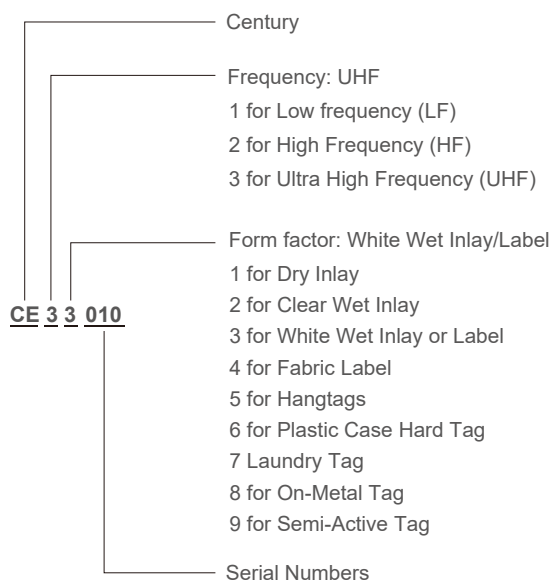 Century
Frequency: UHF
1 for Low frequency (LF)
2 for High Frequency (HF)
3 for Ultra High Frequency (UHF)
Form factor: White Wet Inlay/Label
1 for Dry Inlay
2 for Clear Wet Inlay
CE 3 3 010
3 for White Wet Inlay or Label
4 for Fabric Label
5 for Hangtags
6 for Plastic Case Hard Tag
7 Laundry Tag
8 for On-Metal Tag
9 for Semi-Active Tag
Serial Numbers